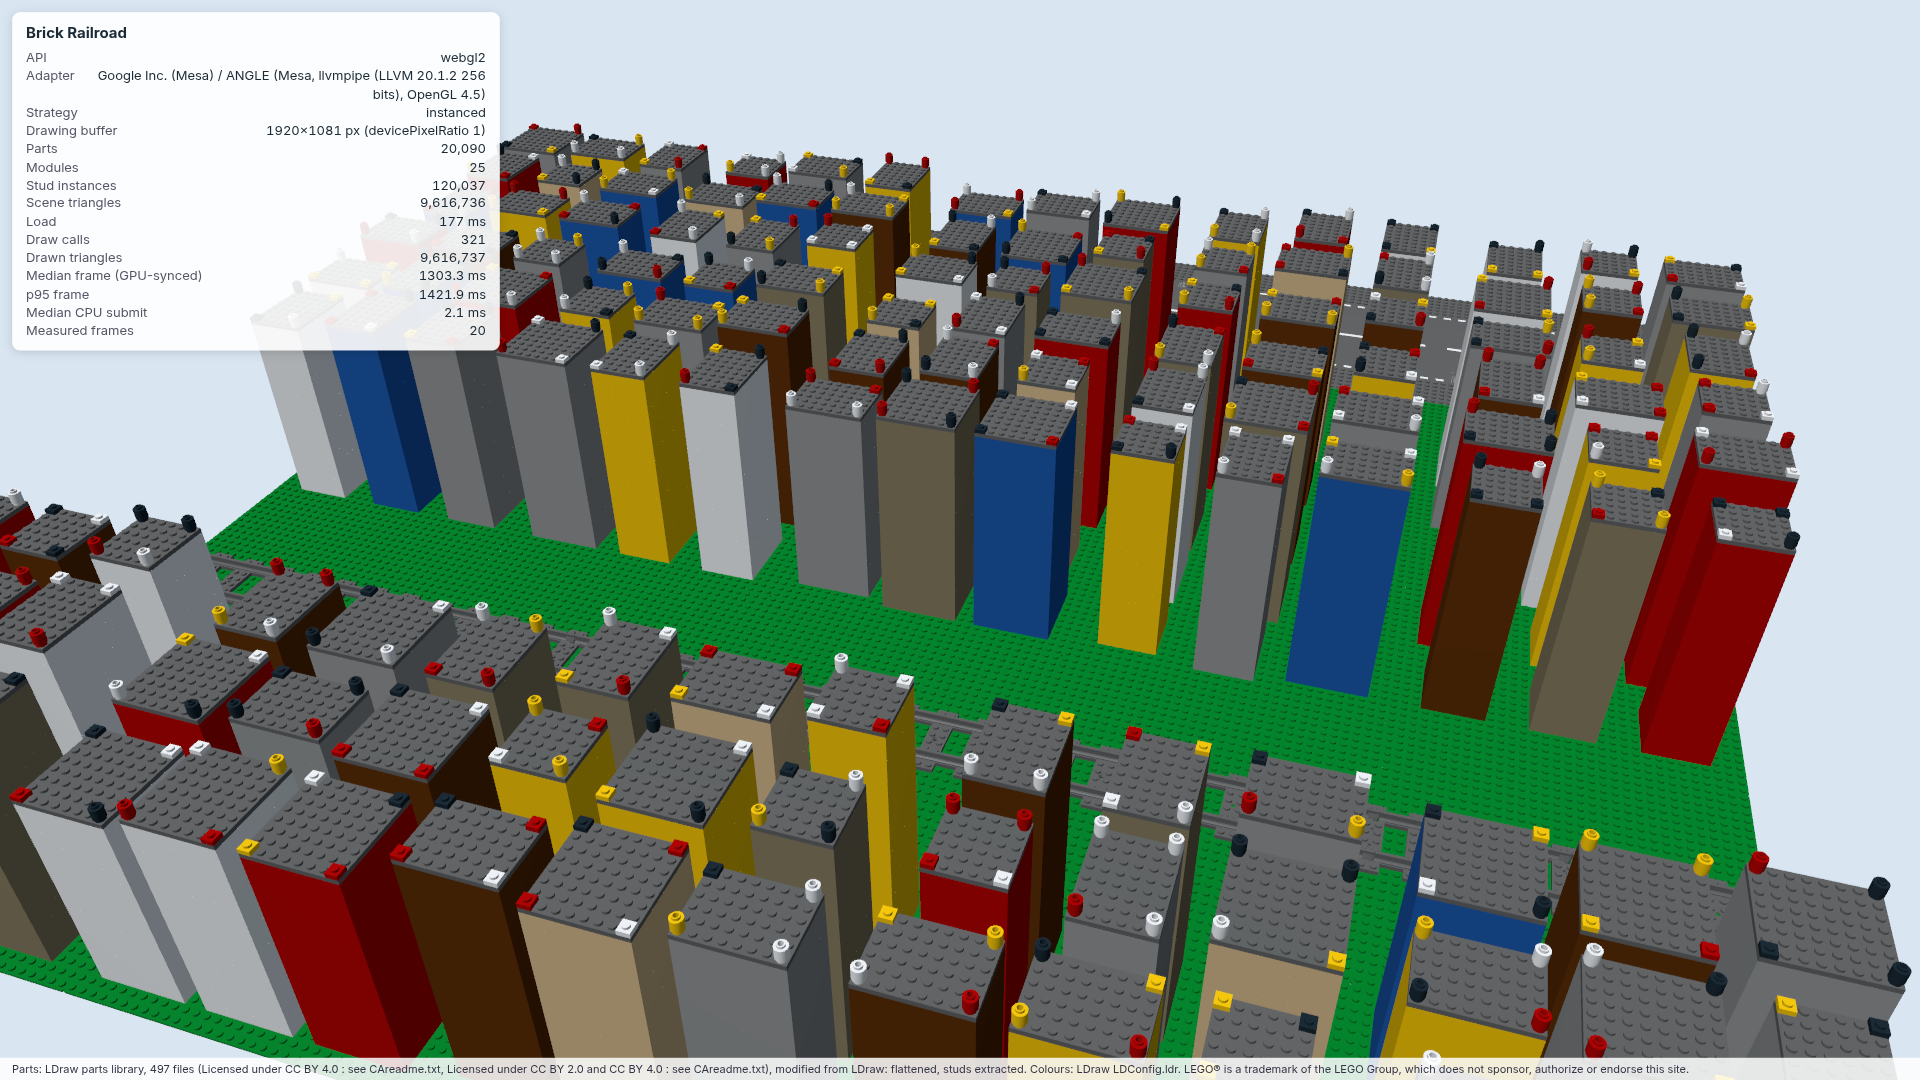 Brick Railroad
API webgl2
Adapter Google Inc. (Mesa) / ANGLE (Mesa, llvmpipe (LLVM 20.1.2 256
bits), OpenGL 4.5)
Strategy instanced
Drawing buffer 1920×1081 px (devicePixelRatio 1)
Parts 20,090
Modules 25
Stud instances 120,037
Scene triangles 9,616,736
Load 177 ms
Draw calls 321
Drawn triangles 9,616,737
Median frame (GPU-synced) 1303.3 ms
p95 frame 1421.9 ms
Median CPU submit 2.1 ms
Measured frames 20
Parts: LDraw parts library, 497 files (Licensed under CC BY 4.0 : see CAreadme.txt, Licensed under CC BY 2.0 and CC BY 4.0 : see CAreadme.txt), modified from LDraw: flattened, studs extracted. Colours: LDraw LDConfig.ldr. LEGO® is a trademark of the LEGO Group, which does not sponsor, authorize or endorse this site.